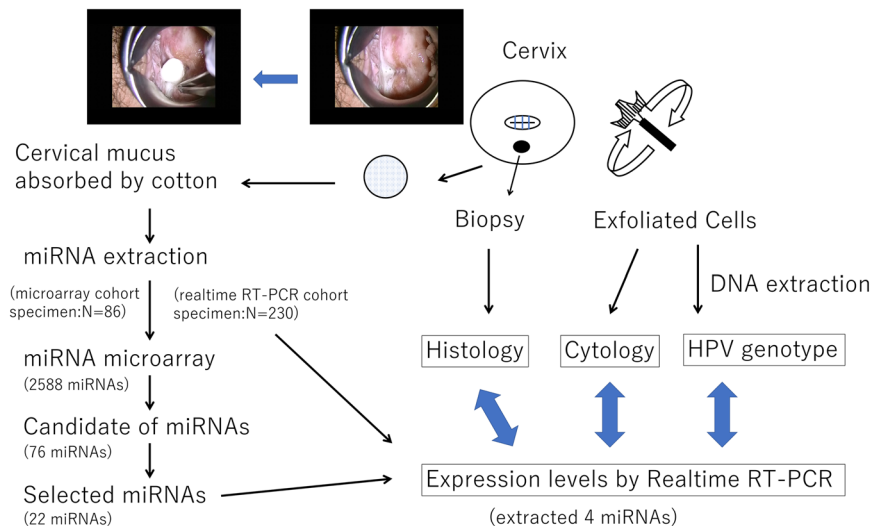 Cervix
Cervical mucus
absorbed by cotton
Biopsy
Exfoliated Cells
miRNA extraction
DNA extraction
(microarray cohort
specimen:N=86)
(realtime RT-PCR cohort
specimen:N=230)
Histology
Cytology
HPV genotype
miRNA microarray
(2588 miRNAs)
Candidate of miRNAs
(76 miRNAs)
Selected miRNAs
(22 miRNAs)
Expression levels by Realtime RT-PCR
(extracted 4 miRNAs)